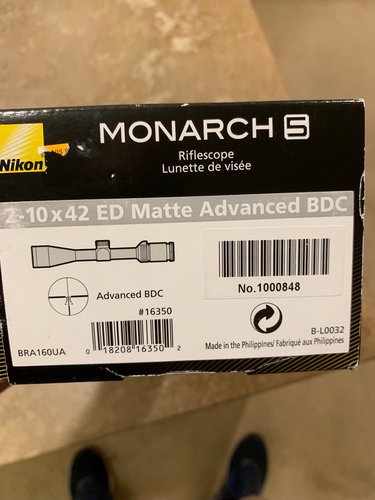 Nikon
MONARCH 5
Riflescope
Lunette de visée
2-10x42 ED Matte Advanced BDC
Advanced BDC
#16350
No.1000848
BRA160UA
0 18208 16350 2
B-L0032
Made in the Philippines/ Fabriqué aux Philippines